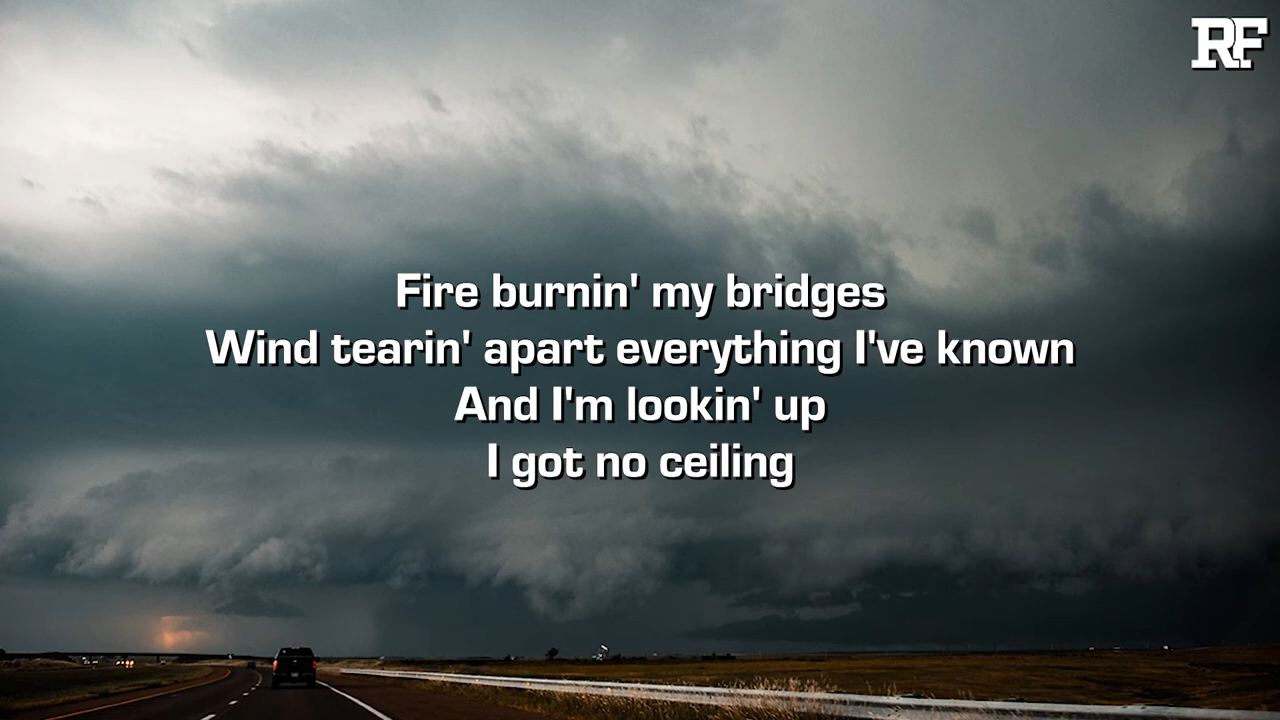 RF
Fire burnin' my bridges
Wind tearin' apart everything I've known
And I'm lookin' up
I got no ceiling